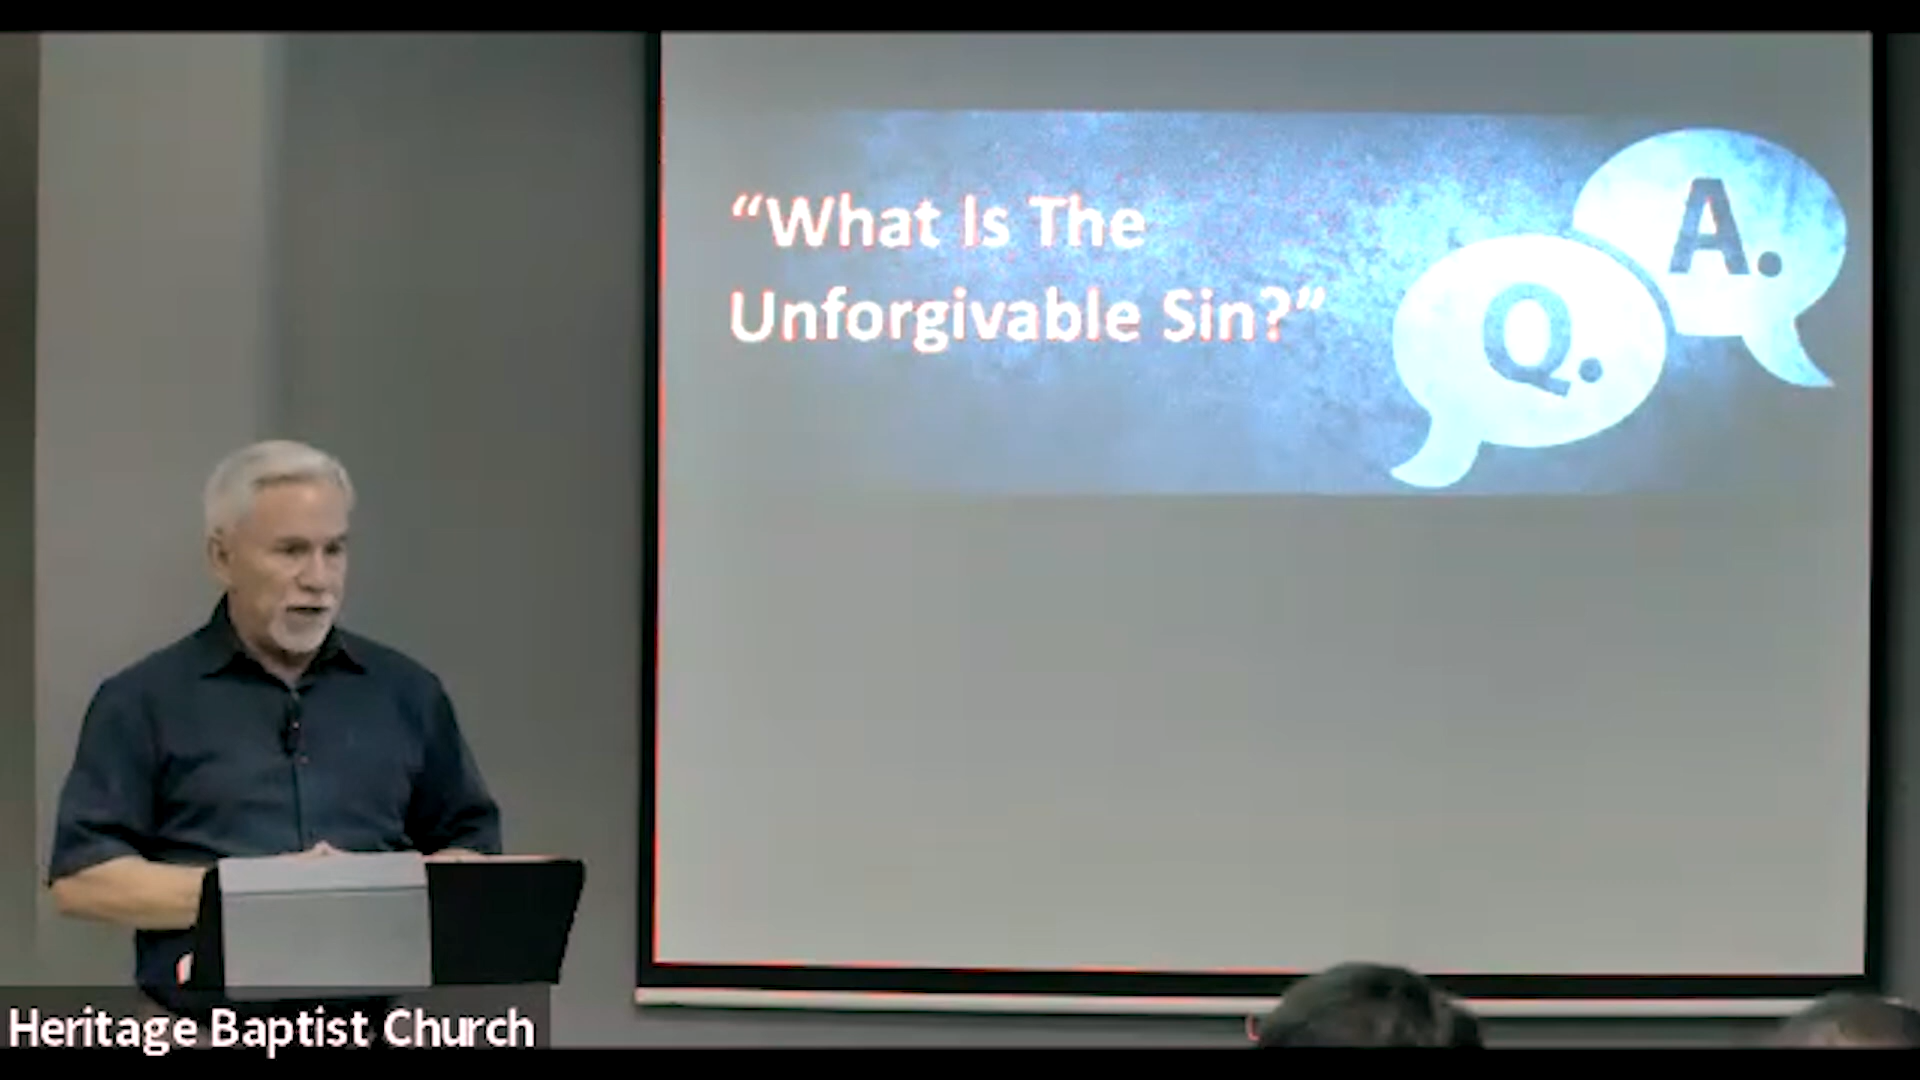 “What Is The
Unforgivable Sin?”
Q.
A.
Heritage Baptist Church